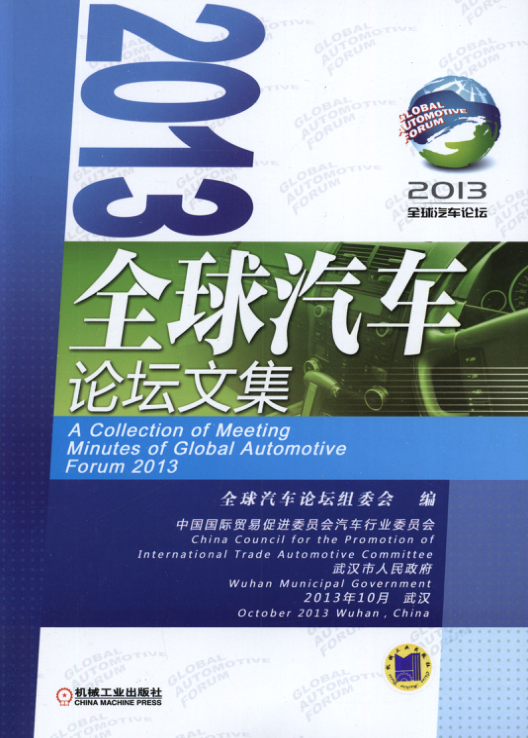 2013
GLOBAL
AUTOMOTIVE
FORUM
2013
全球汽车论坛
全球汽车
论坛文集
A Collection of Meeting
Minutes of Global Automotive
Forum 2013
全球汽车论坛组委会 编
中国国际贸易促进委员会汽车行业委员会
China Council for the Promotion of
International Trade Automotive Committee
武汉市人民政府
Wuhan Municipal Government
2013年10月 武汉
October 2013 Wuhan, China
机械工业出版社
CHINA MACHINE PRESS